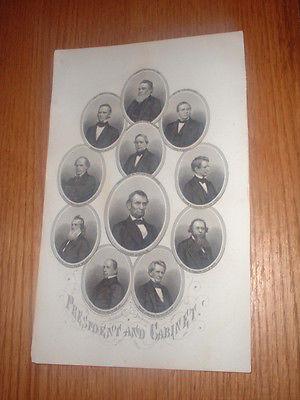 PRESIDENT AND CABINET.